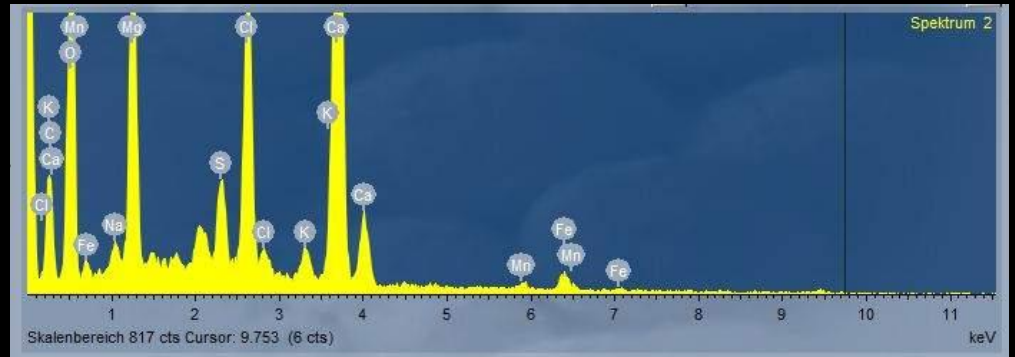 Spektrum 2
Mn Mg Cl Ca
O
K K
C
Ca S
Cl Ca
Na Cl K Fe
Fe Mn Mn Fe
1 2 3 4 5 6 7 8 9 10 11
Skalenbereich 817 cts Cursor: 9.753 (6 cts) keV